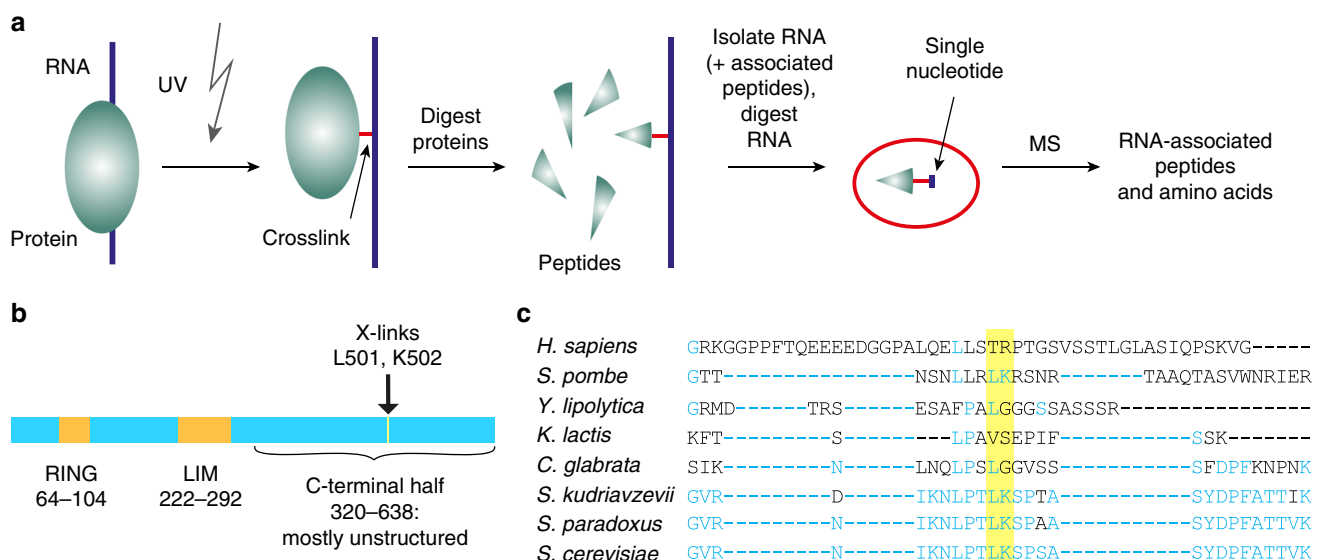 a
RNA
UV
Protein
Crosslink
Digest
proteins
Peptides
Isolate RNA
(+ associated
peptides),
digest
RNA
Single
nucleotide
MS
RNA-associated
peptides
and amino acids
b
X-links
L501, K502
RING
64–104
LIM
222–292
C-terminal half
320–638:
mostly unstructured
c
H. sapiens GRKGGPPFTQEEEEDGGPALQELLSTRPTGSVSSTLGLASIQPSKVG-----
S. pombe GTT----------------NSNLLRLKRSNR-------TAAQTASVWNRIER
Y. lipolytica GRMD------TRS------ESAFPALGGGSSASSSR----------------
K. lactis KFT---------S---------LPAVSEPIF-----------SSK-------
C. glabrata SIK---------N------LNQLPSLGGVSS-----------SFDPFKNPNK
S. kudriavzevii GVR---------D------IKNLPTLKSPTA-----------SYDPFATTIK
S. paradoxus GVR---------N------IKNLPTLKSPAA-----------SYDPFATTVK
S. cerevisiae GVR---------N------IKNLPTLKSPSA-----------SYDPFATTVK